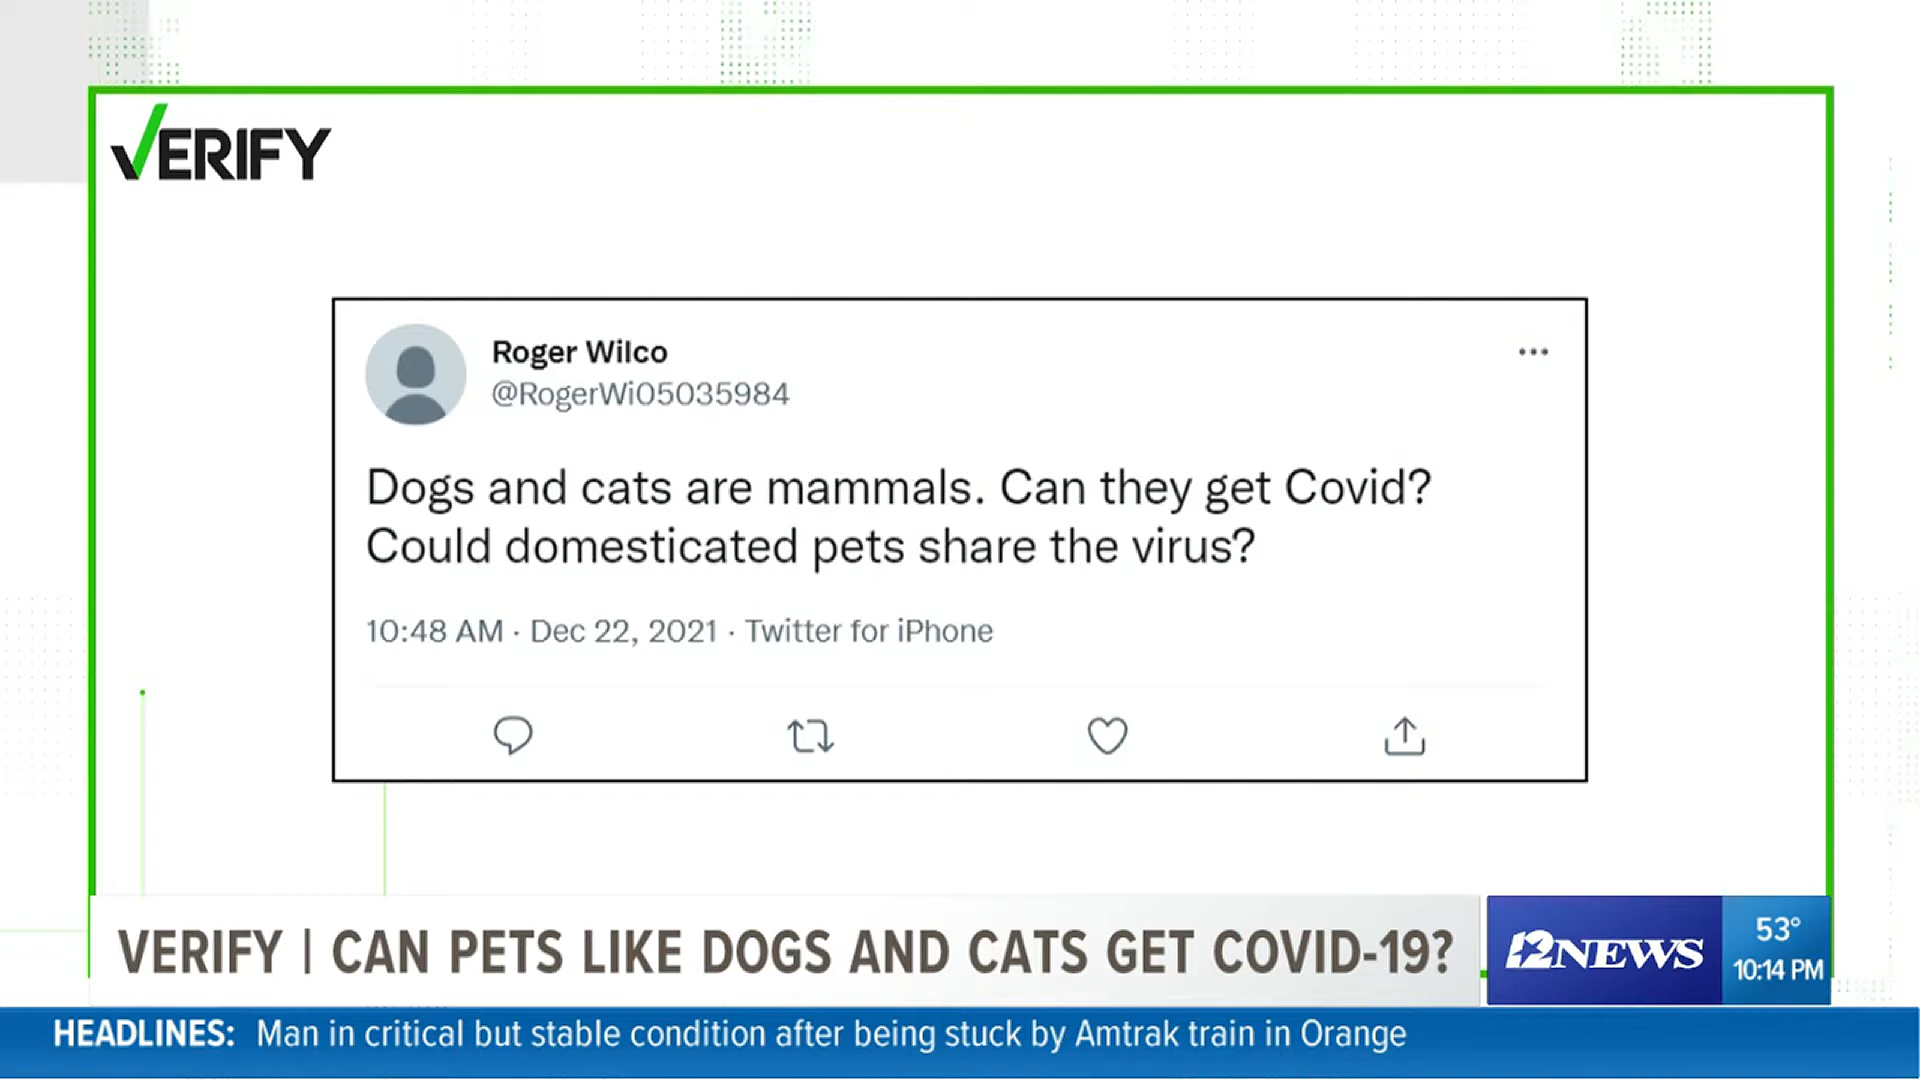 VERIFY
Roger Wilco
@RogerWi05035984
Dogs and cats are mammals. Can they get Covid?
Could domesticated pets share the virus?
10:48 AM · Dec 22, 2021 · Twitter for iPhone
VERIFY | CAN PETS LIKE DOGS AND CATS GET COVID-19?
12NEWS
53°
10:14 PM
HEADLINES: Man in critical but stable condition after being stuck by Amtrak train in Orange